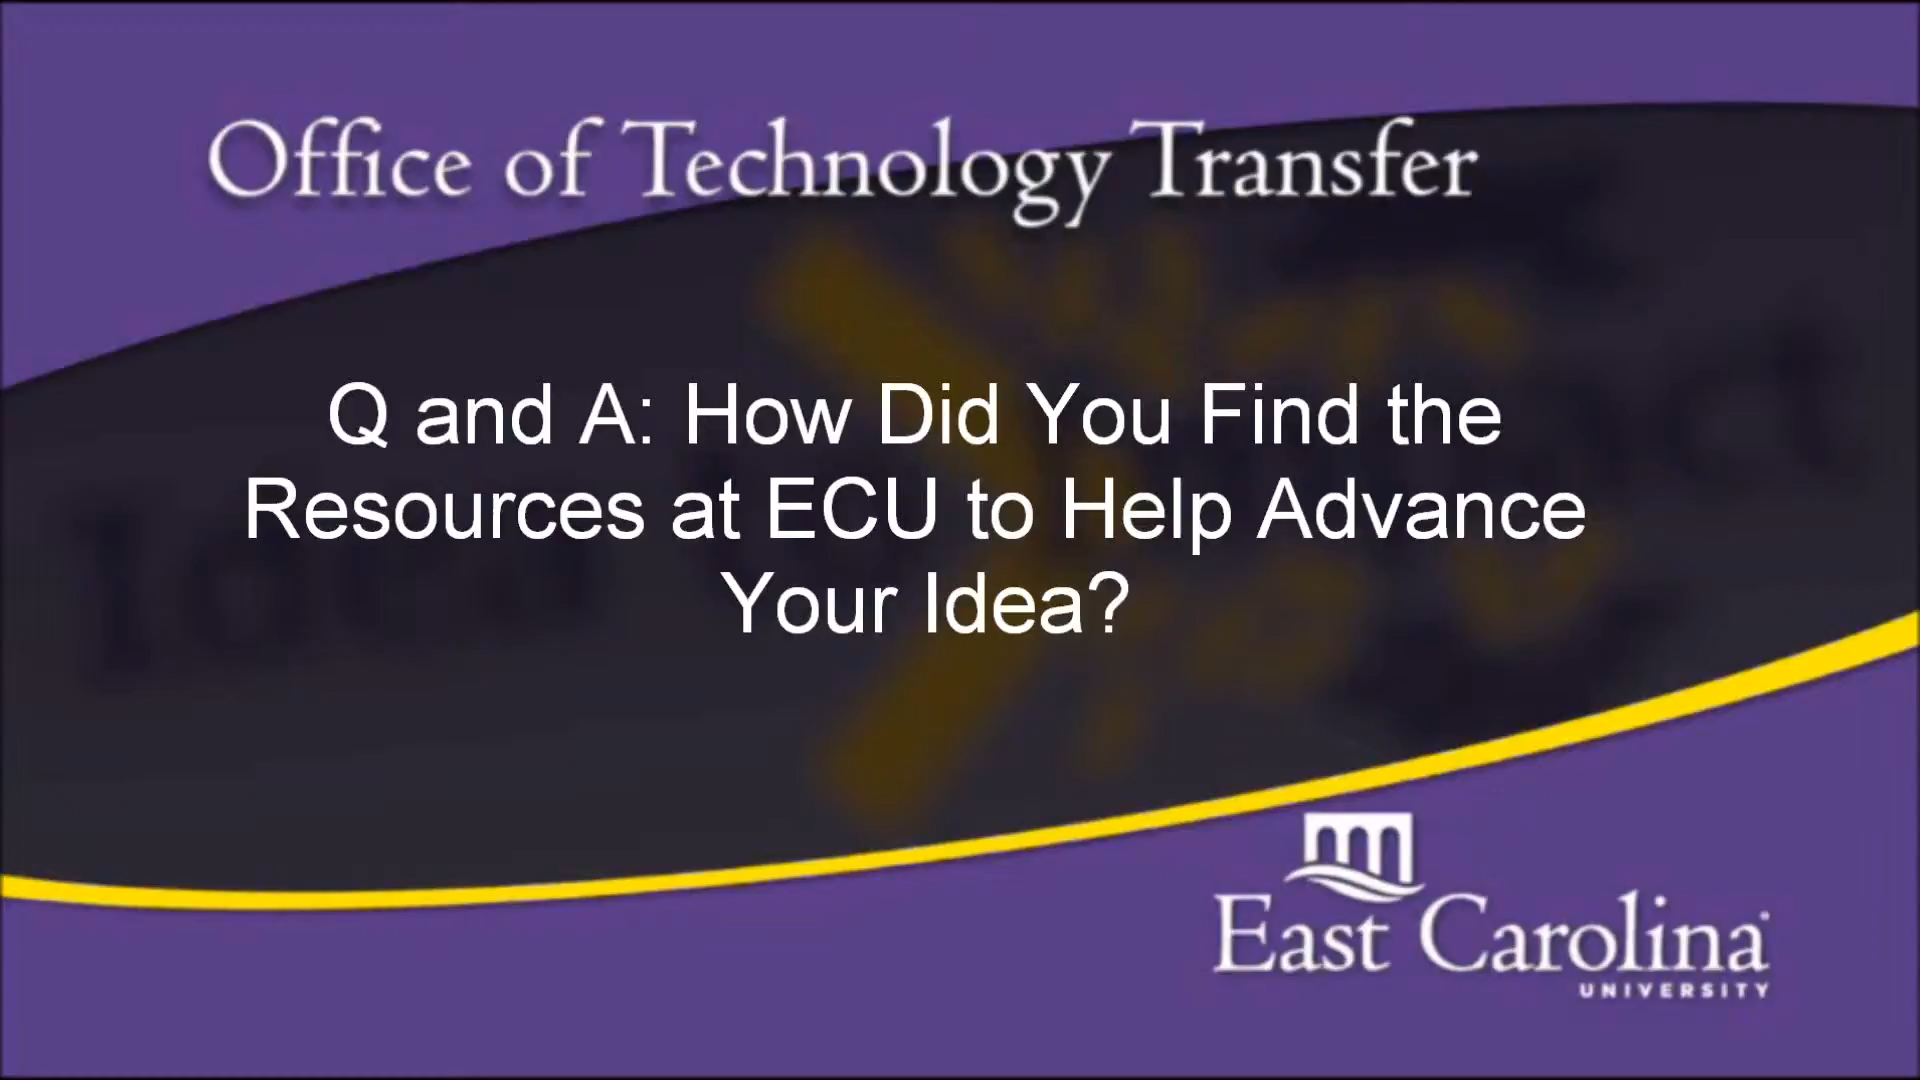 Office of Technology Transfer
Q and A: How Did You Find the
Resources at ECU to Help Advance
Your Idea?
East Carolina
UNIVERSITY